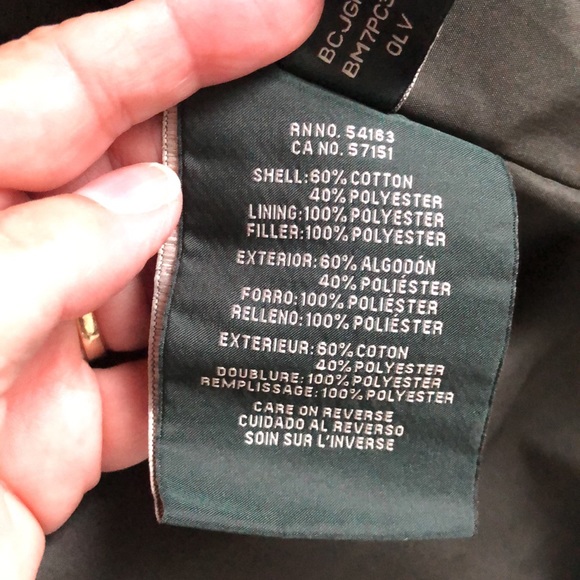 BCJG
BM7PC
OLV
RN NO. 54163
CA NO. 57151
SHELL:60% COTTON
40% POLYESTER
LINING:100% POLYESTER
FILLER:100% POLYESTER
EXTERIOR:60% ALGODÓN
40% POLIÉSTER
FORRO:100% POLIÉSTER
RELLENO:100% POLIÉSTER
EXTERIEUR:60% COTON
40% POLYESTER
DOUBLURE:100% POLYESTER
REMPLISSAGE:100% POLYESTER
CARE ON REVERSE
CUIDADO AL REVERSO
SOIN SUR L'INVERSE